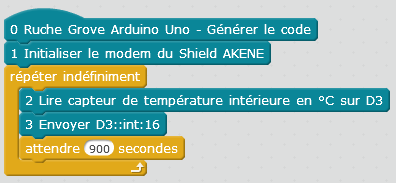 0 Ruche Grove Arduino Uno - Générer le code
1 Initialiser le modem du Shield AKENE
répéter indéfiniment
2 Lire capteur de température intérieure en °C sur D3
3 Envoyer D3::int:16
attendre 900 secondes